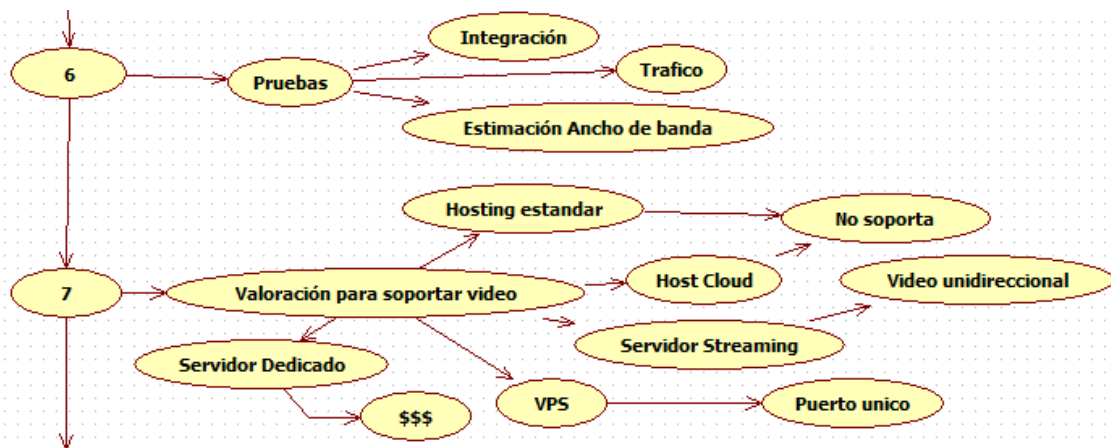 Integración
6
Pruebas
Trafico
Estimación Ancho de banda
Hosting estandar
No soporta
7
Valoración para soportar video
Host Cloud
Video unidireccional
Servidor Streaming
Servidor Dedicado
$$$
VPS
Puerto unico